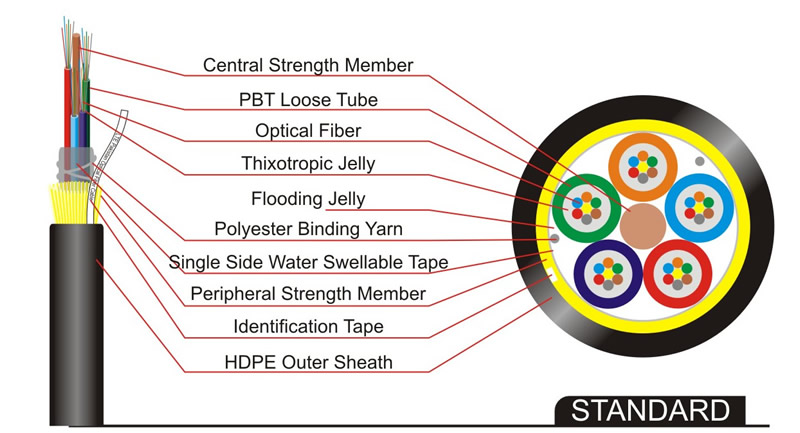 Central Strength Member
PBT Loose Tube
Optical Fiber
Thixotropic Jelly
Flooding Jelly
Polyester Binding Yarn
Single Side Water Swellable Tape
Peripheral Strength Member
Identification Tape
HDPE Outer Sheath
STANDARD